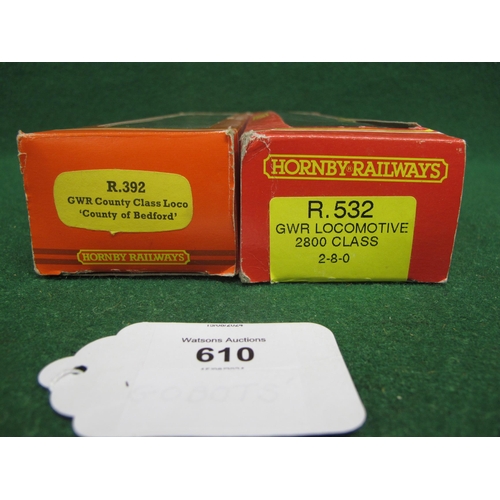 R.392
GWR County Class Loco
'County of Bedford'
HORNBY RAILWAYS
HORNBY RAILWAYS
R.532
GWR LOCOMOTIVE
2800 CLASS
2-8-0
Watsons Auctions
610